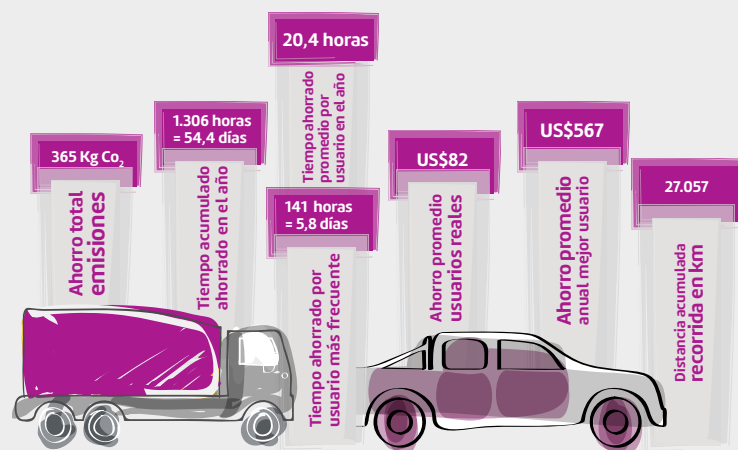 365 Kg Co₂
Ahorro total
emisiones
1.306 horas
= 54,4 días
Tiempo acumulado
ahorrado en el año
20,4 horas
Tiempo ahorrado
promedio por
usuario en el año
141 horas
= 5,8 días
Tiempo ahorrado por
usuario más frecuente
US$82
Ahorro promedio
usuarios reales
US$567
Ahorro promedio
anual mejor usuario
27.057
Distancia acumulada
recorrida en km